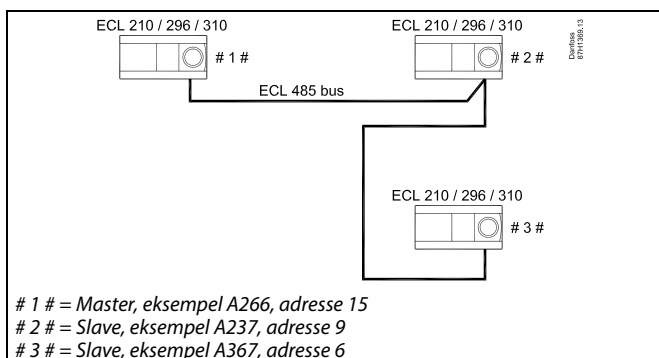 ECL 210 / 296 / 310
# 1 #
ECL 210 / 296 / 310
# 2 #
Danfoss
87H1369.13
ECL 485 bus
ECL 210 / 296 / 310
# 3 #
# 1 # = Master, eksempel A266, adresse 15
# 2 # = Slave, eksempel A237, adresse 9
# 3 # = Slave, eksempel A367, adresse 6